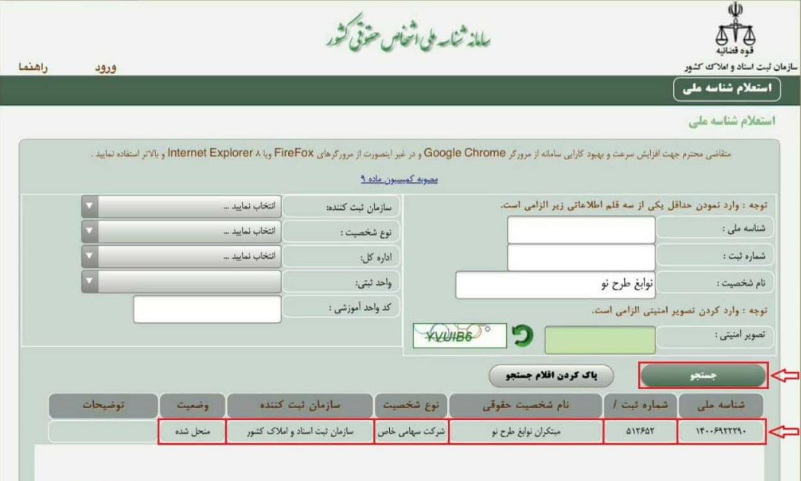 سامانه شناسه ملی اشخاص حقوقی کشور
قوه قضائیه
سازمان ثبت اسناد و املاک کشور
ورود
راهنما
استعلام شناسه ملی
استعلام شناسه ملی
متقاضی محترم جهت افزایش سرعت و بهبود کارایی سامانه از مرورگر Google Chrome و در غیر اینصورت از مرورگرهای FireFox ویا Internet Explorer ۸ و بالاتر استفاده نمایید .
مصوبه کمیسیون ماده ۹
توجه : وارد نمودن حداقل یکی از سه قلم اطلاعاتی زیر الزامی است.
شناسه ملی :
شماره ثبت :
نام شخصیت : نوابغ طرح نو
توجه : وارد کردن تصویر امنیتی الزامی است.
تصویر امنیتی : YVUIB6
سازمان ثبت کننده: انتخاب نمایید ...
نوع شخصیت : انتخاب نمایید ...
اداره کل: انتخاب نمایید ...
واحد ثبتی:
کد واحد آموزشی :
جستجو پاک کردن اقلام جستجو
شناسه ملی شماره ثبت / نام شخصیت حقوقی نوع شخصیت سازمان ثبت کننده وضعیت توضیحات
۱۴۰۰۶۹۲۲۲۹۰ ۵۱۲۶۵۲ مبتکران نوابغ طرح نو شرکت سهامی خاص سازمان ثبت اسناد و املاک کشور منحل شده